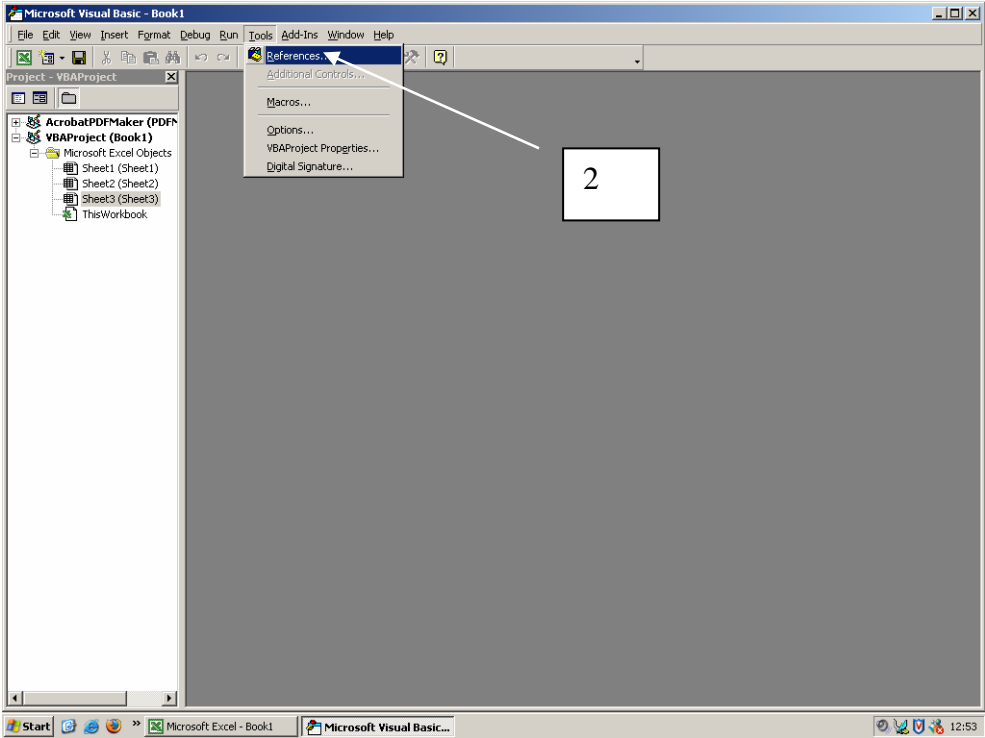 Microsoft Visual Basic - Book1
File Edit View Insert Format Debug Run Tools Add-Ins Window Help
References...
Additional Controls...
Macros...
Options...
VBAProject Properties...
Digital Signature...
Project - VBAProject
AcrobatPDFMaker (PDFM
VBAProject (Book1)
Microsoft Excel Objects
Sheet1 (Sheet1)
Sheet2 (Sheet2)
Sheet3 (Sheet3)
ThisWorkbook
2
Start » Microsoft Excel - Book1 Microsoft Visual Basic... 12:53